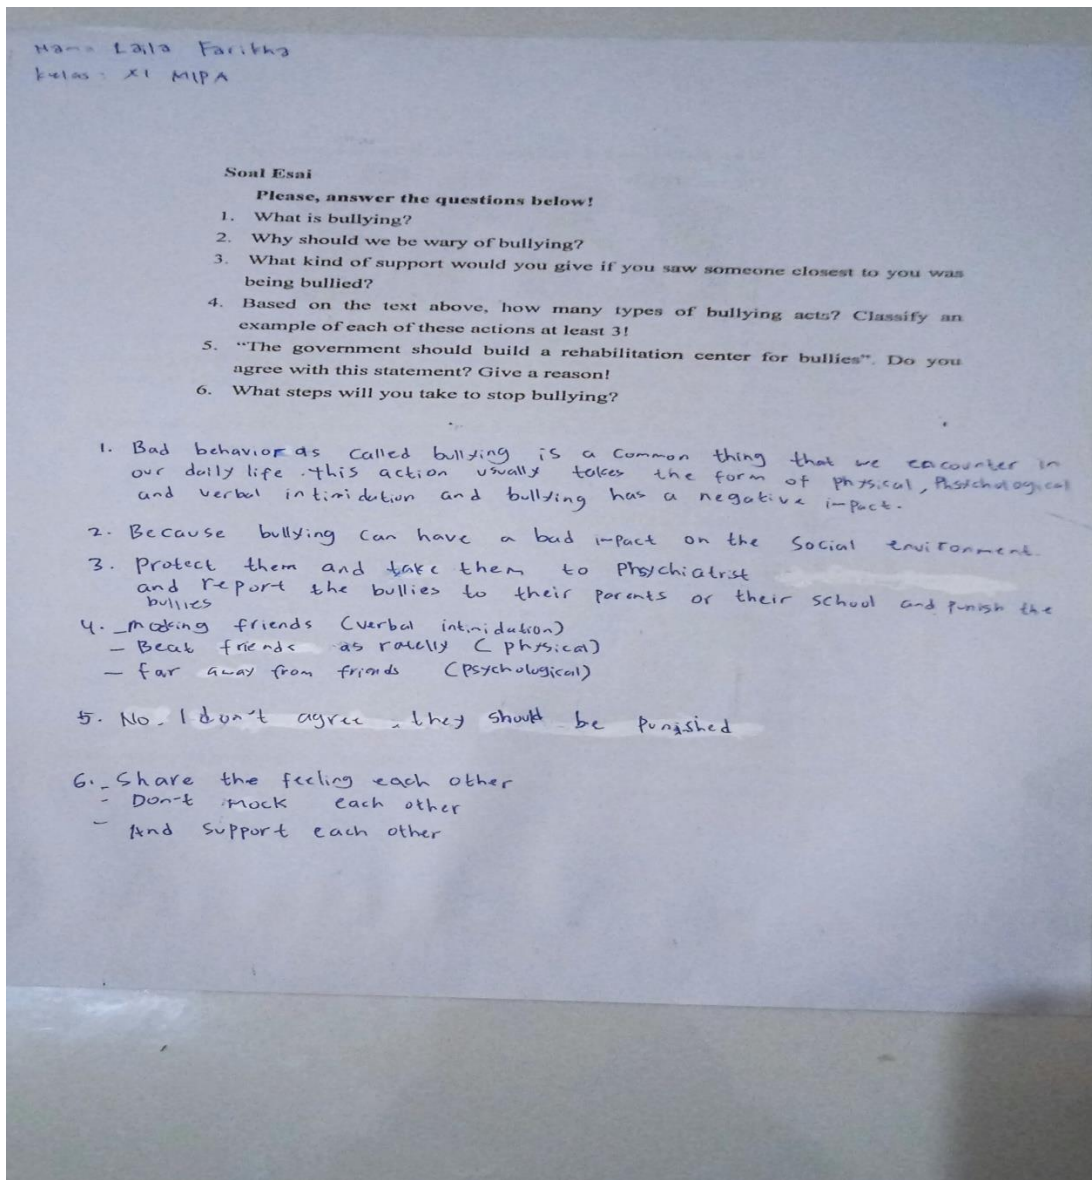 Nama Laila Farikha
kelas : XI MIPA
Soal Esai
Please, answer the questions below!
1. What is bullying?
2. Why should we be wary of bullying?
3. What kind of support would you give if you saw someone closest to you was
being bullied?
4. Based on the text above, how many types of bullying acts? Classify an
example of each of these actions at least 3!
5. "The government should build a rehabilitation center for bullies". Do you
agree with this statement? Give a reason!
6. What steps will you take to stop bullying?
1. Bad behavior as called bullying is a common thing that we encounter in
our daily life . this action usually takes the form of physical, Phsychological
and verbal intimidation and bullying has a negative impact.
2. Because bullying can have a bad impact on the social environment.
3. Protect them and take them to Phsychiatrist
and report the bullies to their parents or their school and punish the
bullies
4. - mocking friends (verbal intimidation)
- Beat friends as (physical)
- far away from friends (psychological)
5. No. I don't agree, they should be punished
6. - Share the feeling each other
- Don't mock each other
- And support each other